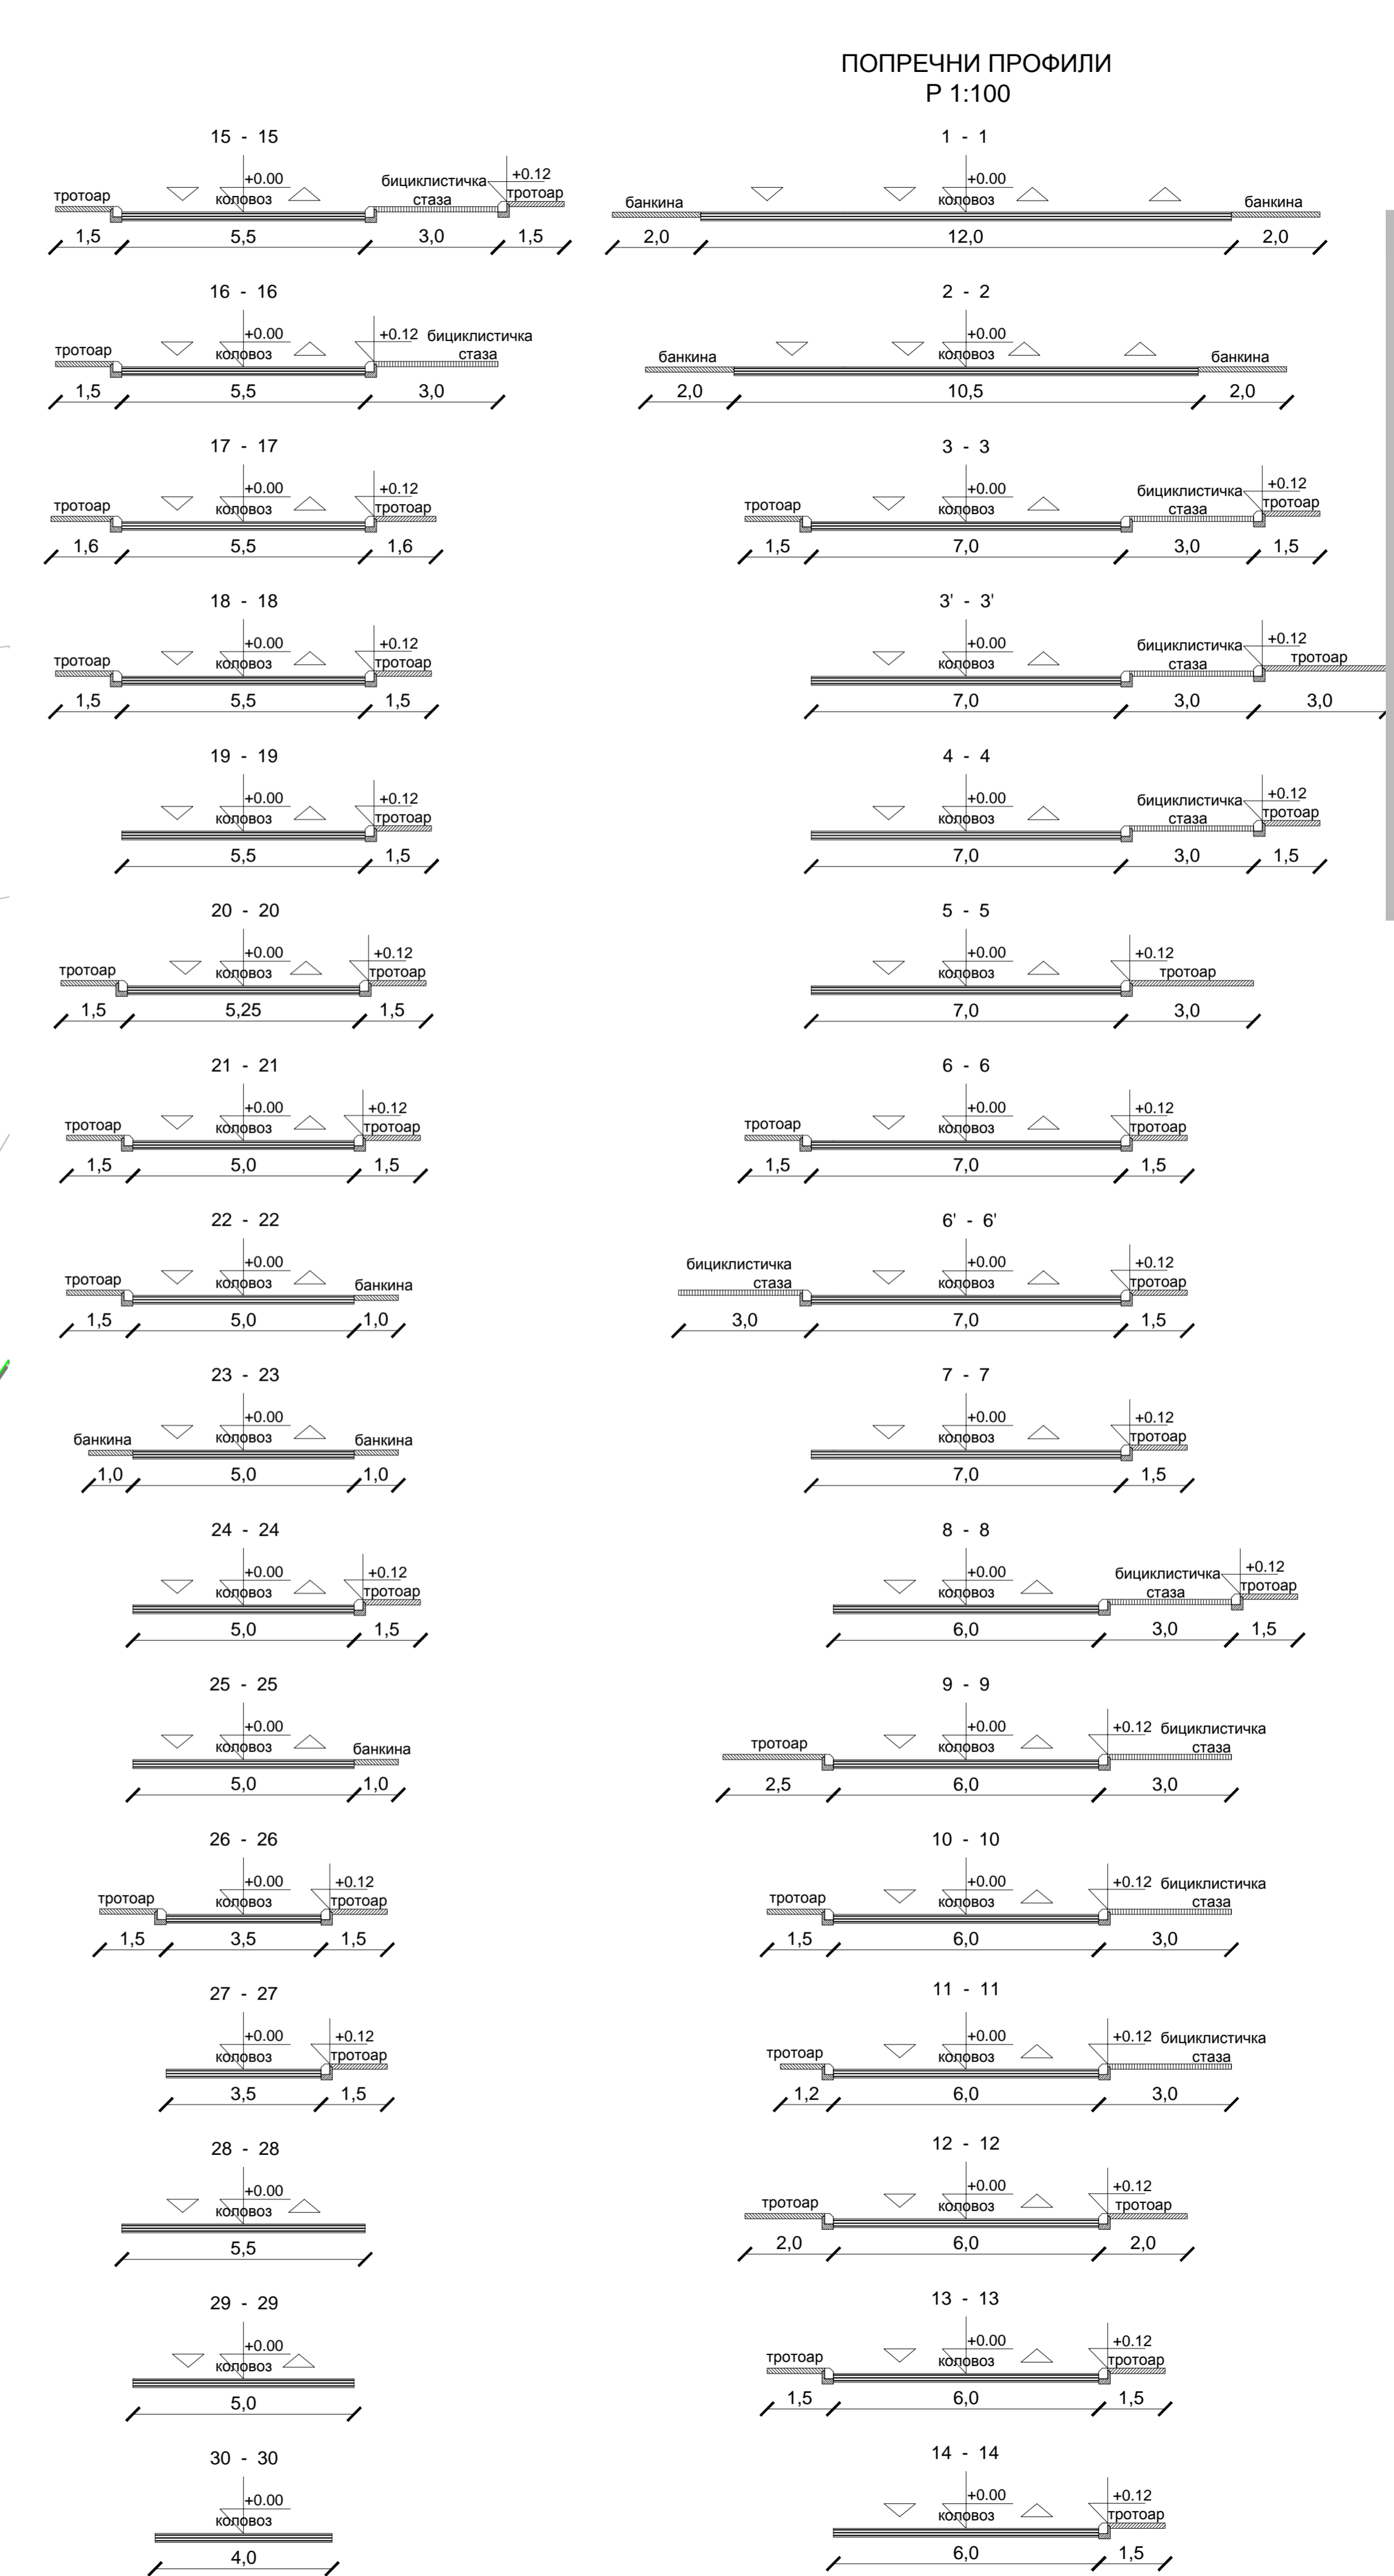 ПОПРЕЧНИ ПРОФИЛИ
Р 1:100
15 - 15
тротоар
+0.00
коловоз
бициклистичка
стаза
+0.12
тротоар
1,5 5,5 3,0 1,5
16 - 16
тротоар
+0.00
коловоз
+0.12
бициклистичка
стаза
1,5 5,5 3,0
17 - 17
тротоар
+0.00
коловоз
+0.12
тротоар
1,6 5,5 1,6
18 - 18
тротоар
+0.00
коловоз
+0.12
тротоар
1,5 5,5 1,5
19 - 19
+0.00
коловоз
+0.12
тротоар
5,5 1,5
20 - 20
тротоар
+0.00
коловоз
+0.12
тротоар
1,5 5,25 1,5
21 - 21
тротоар
+0.00
коловоз
+0.12
тротоар
1,5 5,0 1,5
22 - 22
тротоар
+0.00
коловоз
банкина
1,5 5,0 1,0
23 - 23
банкина
+0.00
коловоз
банкина
1,0 5,0 1,0
24 - 24
+0.00
коловоз
+0.12
тротоар
5,0 1,5
25 - 25
+0.00
коловоз
банкина
5,0 1,0
26 - 26
тротоар
+0.00
коловоз
+0.12
тротоар
1,5 3,5 1,5
27 - 27
+0.00
коловоз
+0.12
тротоар
3,5 1,5
28 - 28
+0.00
коловоз
5,5
29 - 29
+0.00
коловоз
5,0
30 - 30
+0.00
коловоз
4,0
1 - 1
банкина
+0.00
коловоз
банкина
2,0 12,0 2,0
2 - 2
банкина
+0.00
коловоз
банкина
2,0 10,5 2,0
3 - 3
тротоар
+0.00
коловоз
бициклистичка
стаза
+0.12
тротоар
1,5 7,0 3,0 1,5
3' - 3'
+0.00
коловоз
бициклистичка
стаза
+0.12
тротоар
7,0 3,0 3,0
4 - 4
+0.00
коловоз
бициклистичка
стаза
+0.12
тротоар
7,0 3,0 1,5
5 - 5
+0.00
коловоз
+0.12
тротоар
7,0 3,0
6 - 6
тротоар
+0.00
коловоз
+0.12
тротоар
1,5 7,0 1,5
6' - 6'
бициклистичка
стаза
+0.00
коловоз
+0.12
тротоар
3,0 7,0 1,5
7 - 7
+0.00
коловоз
+0.12
тротоар
7,0 1,5
8 - 8
+0.00
коловоз
бициклистичка
стаза
+0.12
тротоар
6,0 3,0 1,5
9 - 9
тротоар
+0.00
коловоз
+0.12
бициклистичка
стаза
2,5 6,0 3,0
10 - 10
тротоар
+0.00
коловоз
+0.12
бициклистичка
стаза
1,5 6,0 3,0
11 - 11
тротоар
+0.00
коловоз
+0.12
бициклистичка
стаза
1,2 6,0 3,0
12 - 12
тротоар
+0.00
коловоз
+0.12
тротоар
2,0 6,0 2,0
13 - 13
тротоар
+0.00
коловоз
+0.12
тротоар
1,5 6,0 1,5
14 - 14
+0.00
коловоз
+0.12
тротоар
6,0 1,5